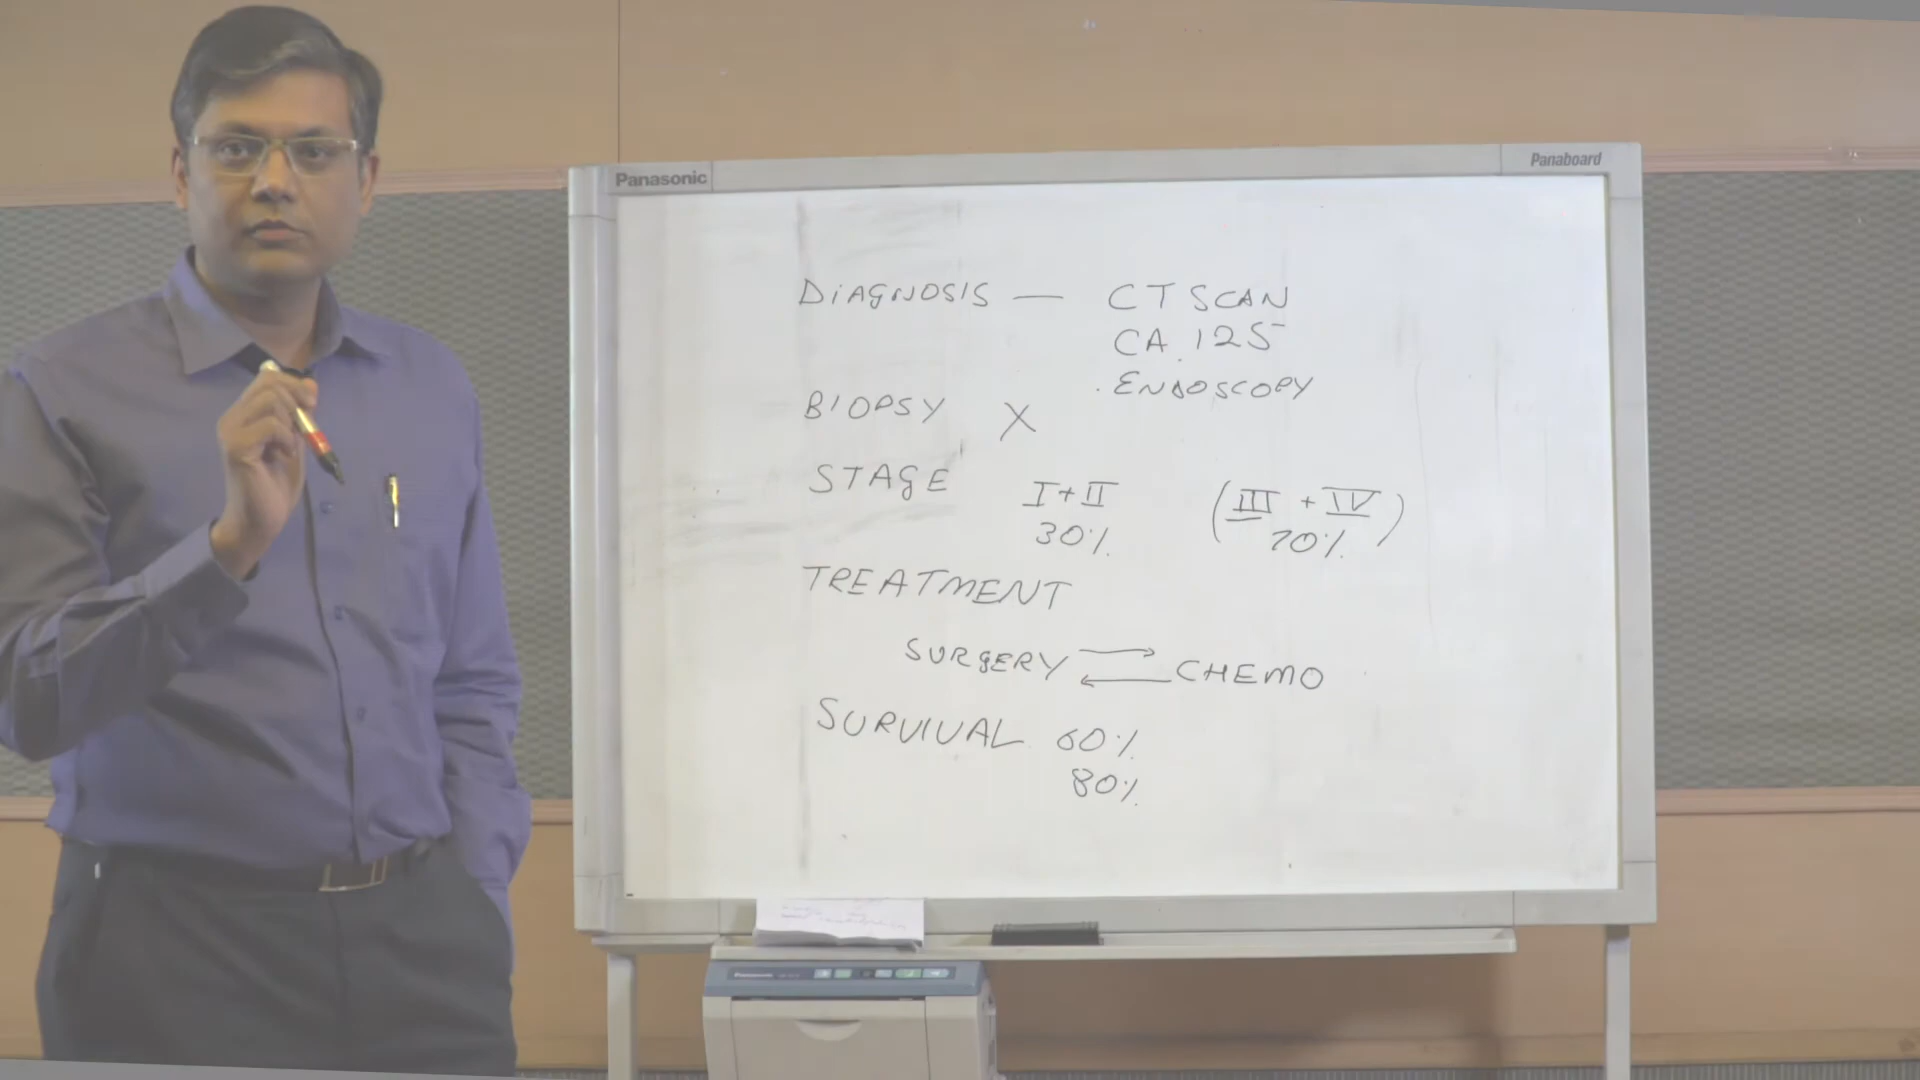 Panasonic
Panaboard
DIAGNOSIS — CT SCAN
CA 125
ENDOSCOPY
BIOPSY X
STAGE I+II (III + IV)
30% 70%
TREATMENT
SURGERY ⇄ CHEMO
SURVIVAL 60%
80%
Panasonic